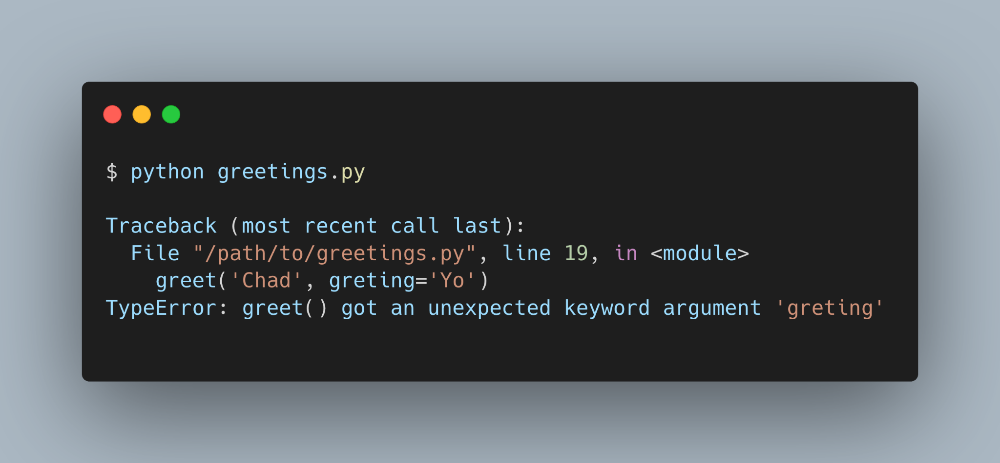 $ python greetings.py
Traceback (most recent call last):
  File "/path/to/greetings.py", line 19, in <module>
    greet('Chad', greting='Yo')
TypeError: greet() got an unexpected keyword argument 'greting'